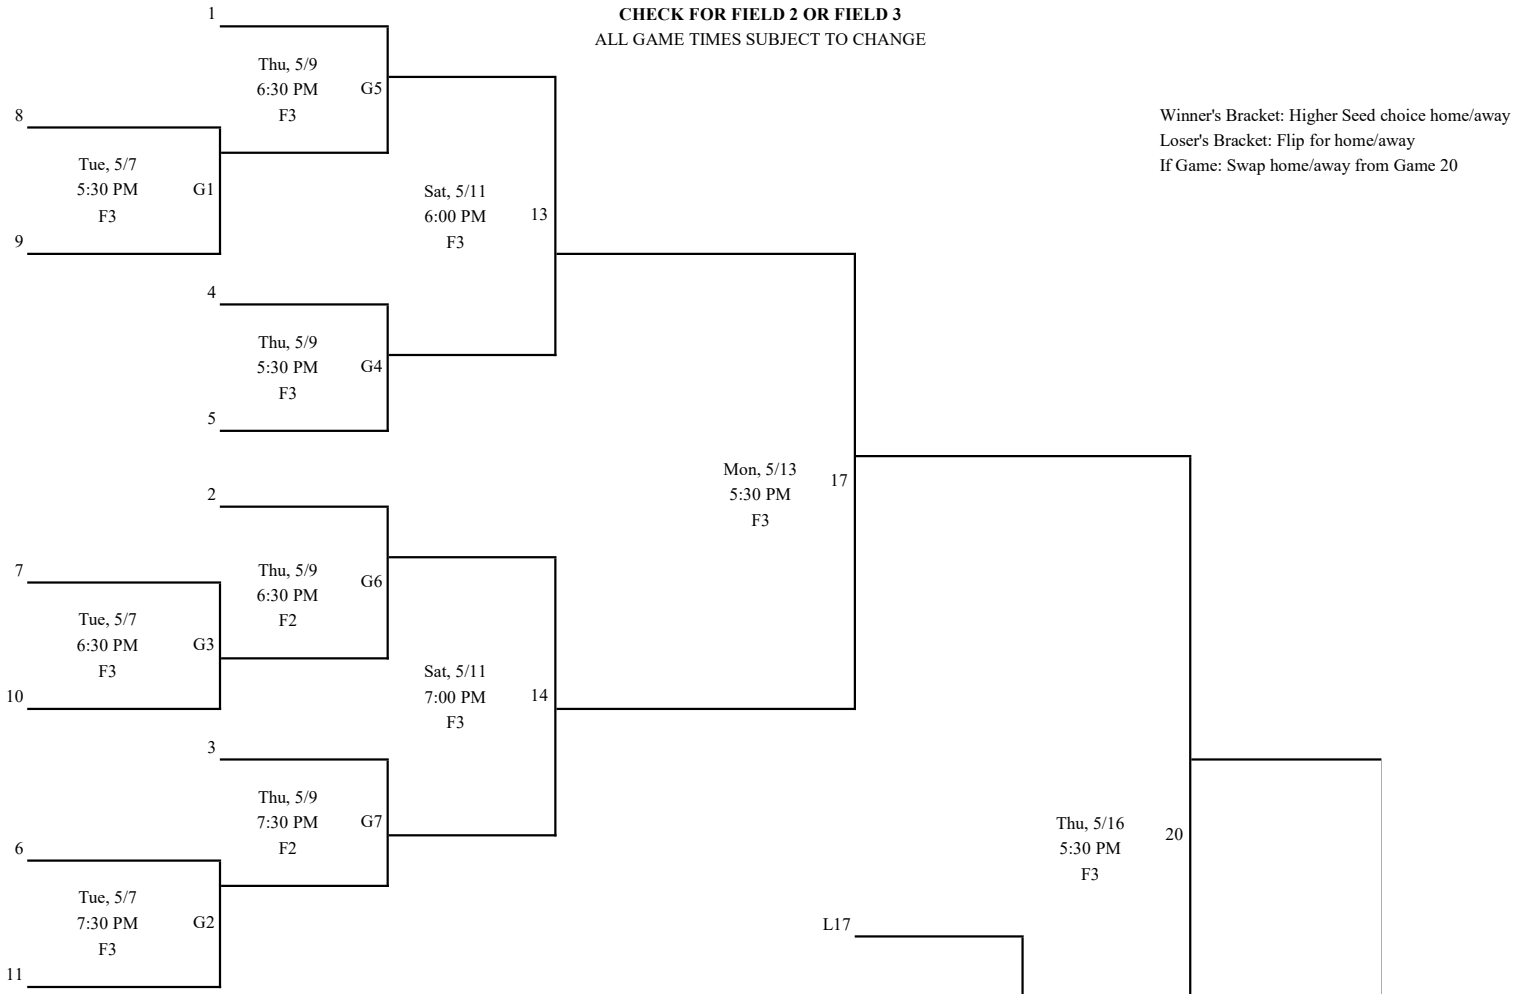 CHECK FOR FIELD 2 OR FIELD 3
ALL GAME TIMES SUBJECT TO CHANGE
Winner's Bracket: Higher Seed choice home/away
Loser's Bracket: Flip for home/away
If Game: Swap home/away from Game 20
1
Thu, 5/9
6:30 PM
G5
F3
8
Tue, 5/7
5:30 PM
G1
F3
9
Sat, 5/11
6:00 PM
13
F3
4
Thu, 5/9
5:30 PM
G4
F3
5
Mon, 5/13
5:30 PM
17
F3
2
Thu, 5/9
6:30 PM
G6
F2
7
Tue, 5/7
6:30 PM
G3
F3
10
Sat, 5/11
7:00 PM
14
F3
3
Thu, 5/9
7:30 PM
G7
F2
6
Tue, 5/7
7:30 PM
G2
F3
11
Thu, 5/16
5:30 PM
20
F3
L17